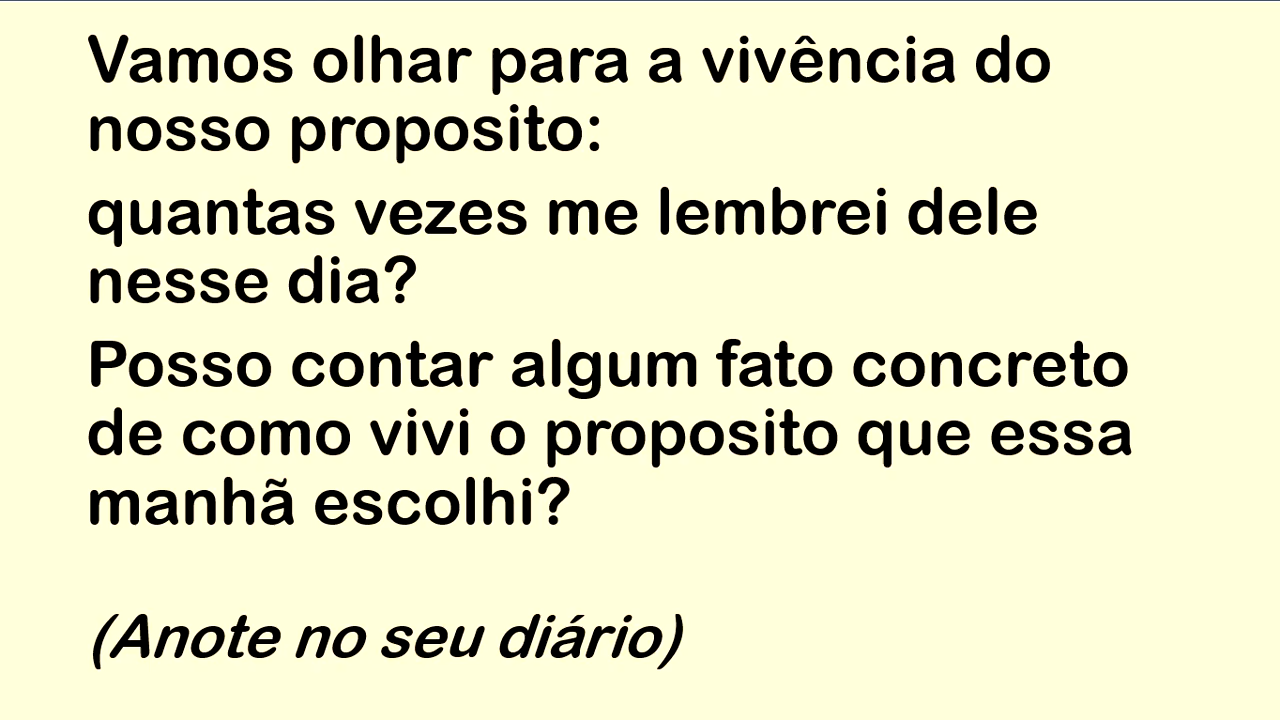 Vamos olhar para a vivência do
nosso proposito:
quantas vezes me lembrei dele
nesse dia?
Posso contar algum fato concreto
de como vivi o proposito que essa
manhã escolhi?
(Anote no seu diário)